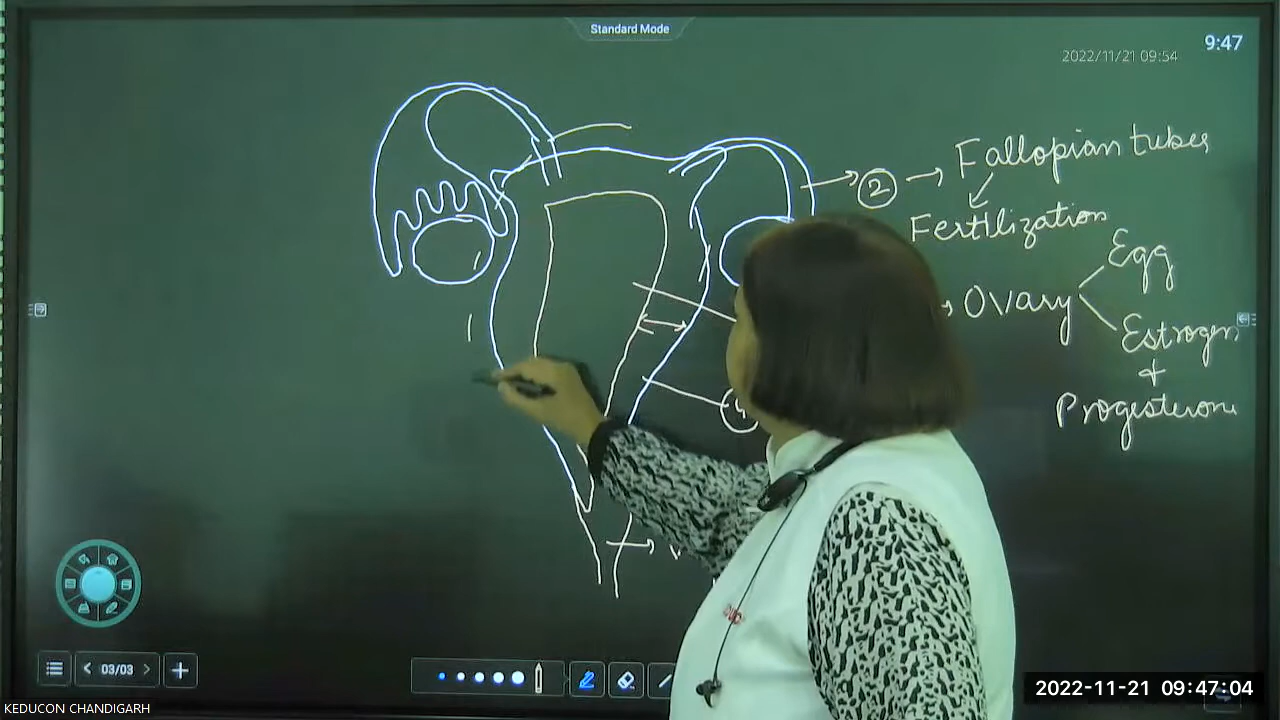 Standard Mode
9:47
2022/11/21 09:54
② → Fallopian tubes
Fertilization
Egg
Ovary
Estrogen
+
Progesterone
03/03
2022-11-21 09:47:04
KEDUCON CHANDIGARH